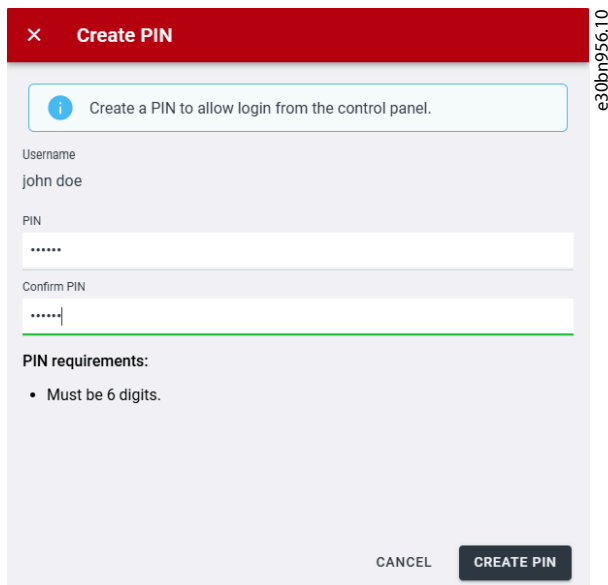 Create PIN
Create a PIN to allow login from the control panel.
Username
john doe
PIN
••••••
Confirm PIN
••••••
PIN requirements:
• Must be 6 digits.
CANCEL
CREATE PIN
e30bn956.10